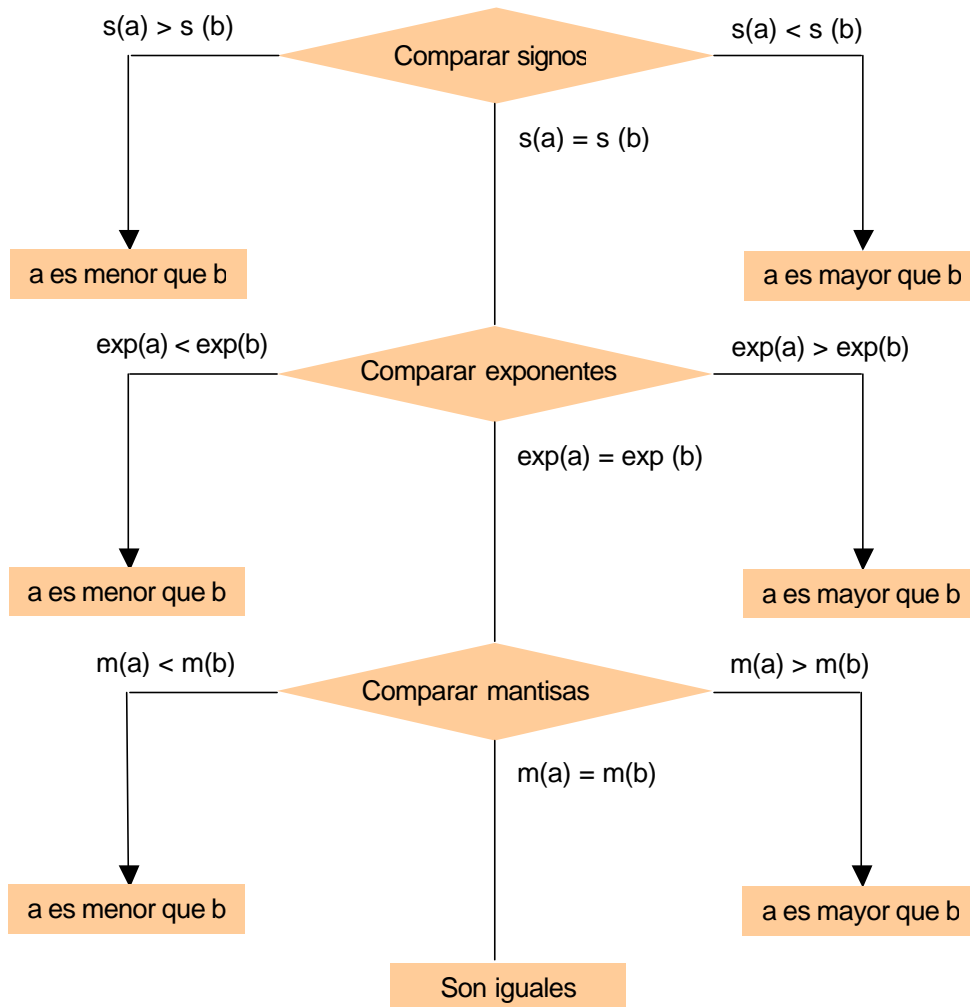 s(a) > s (b)
Comparar signos
s(a) < s (b)
s(a) = s (b)
a es menor que b
a es mayor que b
exp(a) < exp(b)
Comparar exponentes
exp(a) > exp(b)
exp(a) = exp (b)
a es menor que b
a es mayor que b
m(a) < m(b)
Comparar mantisas
m(a) > m(b)
m(a) = m(b)
a es menor que b
a es mayor que b
Son iguales